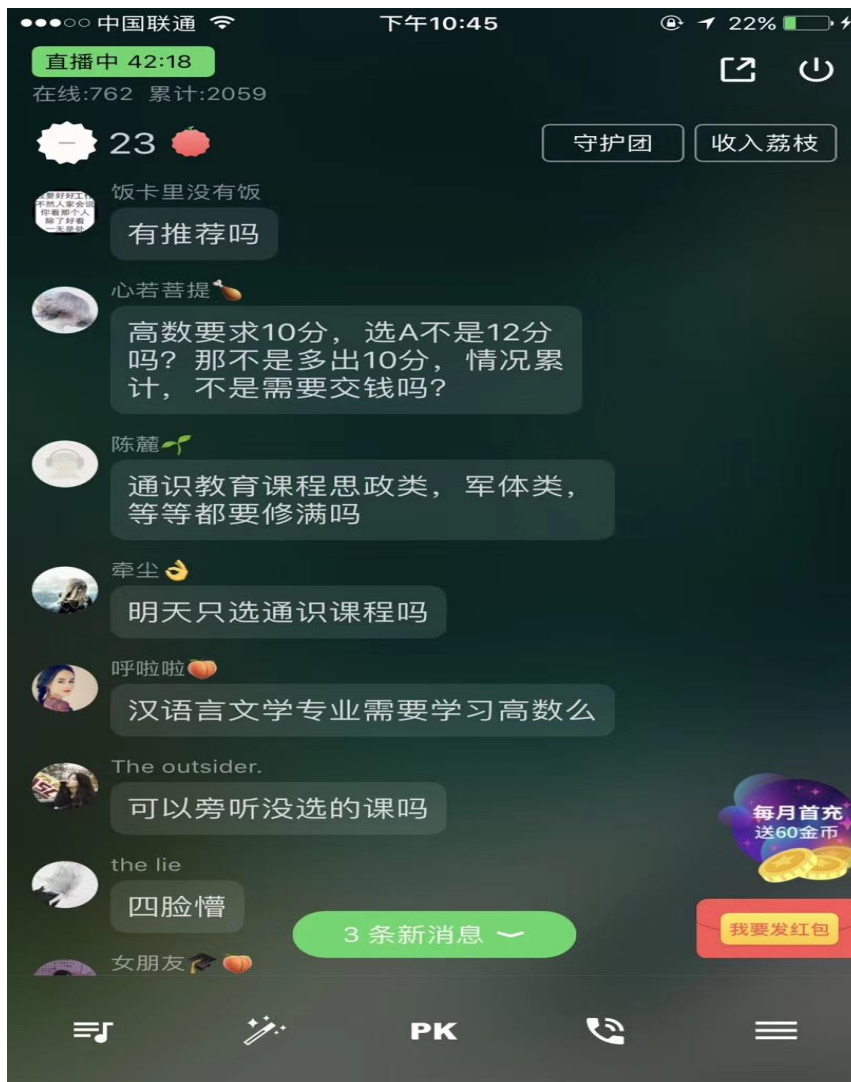 中国联通
下午10:45
22%
直播中 42:18
在线:762 累计:2059
23
守护团
收入荔枝
饭卡里没有饭
有推荐吗
心若菩提🍗
高数要求10分，选A不是12分
吗？那不是多出10分，情况累
计，不是需要交钱吗？
陈麓🌱
通识教育课程思政类，军体类，
等等都要修满吗
牵尘👌
明天只选通识课程吗
呼啦啦🍑
汉语言文学专业需要学习高数么
The outsider.
可以旁听没选的课吗
每月首充
送60金币
the lie
四脸懵
3 条新消息
我要发红包
女朋友🎓🍑
PK